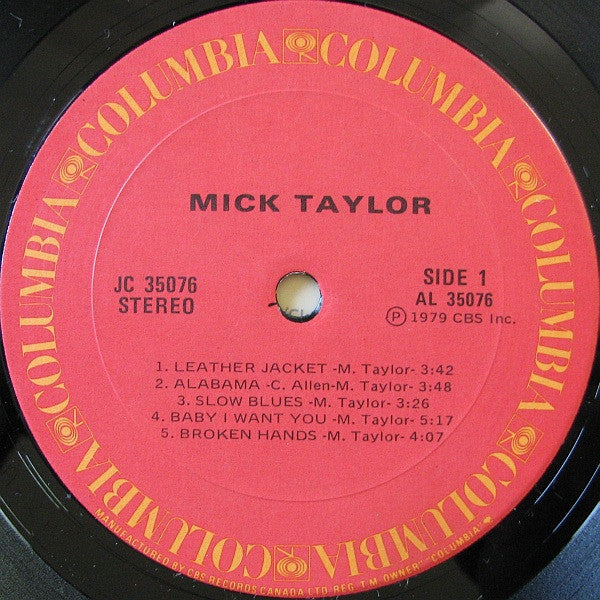 COLUMBIA COLUMBIA COLUMBIA COLUMBIA COLUMBIA COLUMBIA
MICK TAYLOR
JC 35076
STEREO
SIDE 1
AL 35076
Ⓟ 1979 CBS Inc.
1. LEATHER JACKET -M. Taylor- 3:42
2. ALABAMA -C. Allen-M. Taylor- 3:48
3. SLOW BLUES -M. Taylor- 3:26
4. BABY I WANT YOU -M. Taylor- 5:17
5. BROKEN HANDS -M. Taylor- 4:07
MANUFACTURED BY CBS RECORDS CANADA LTD. REG. T.M. OWNER "COLUMBIA"